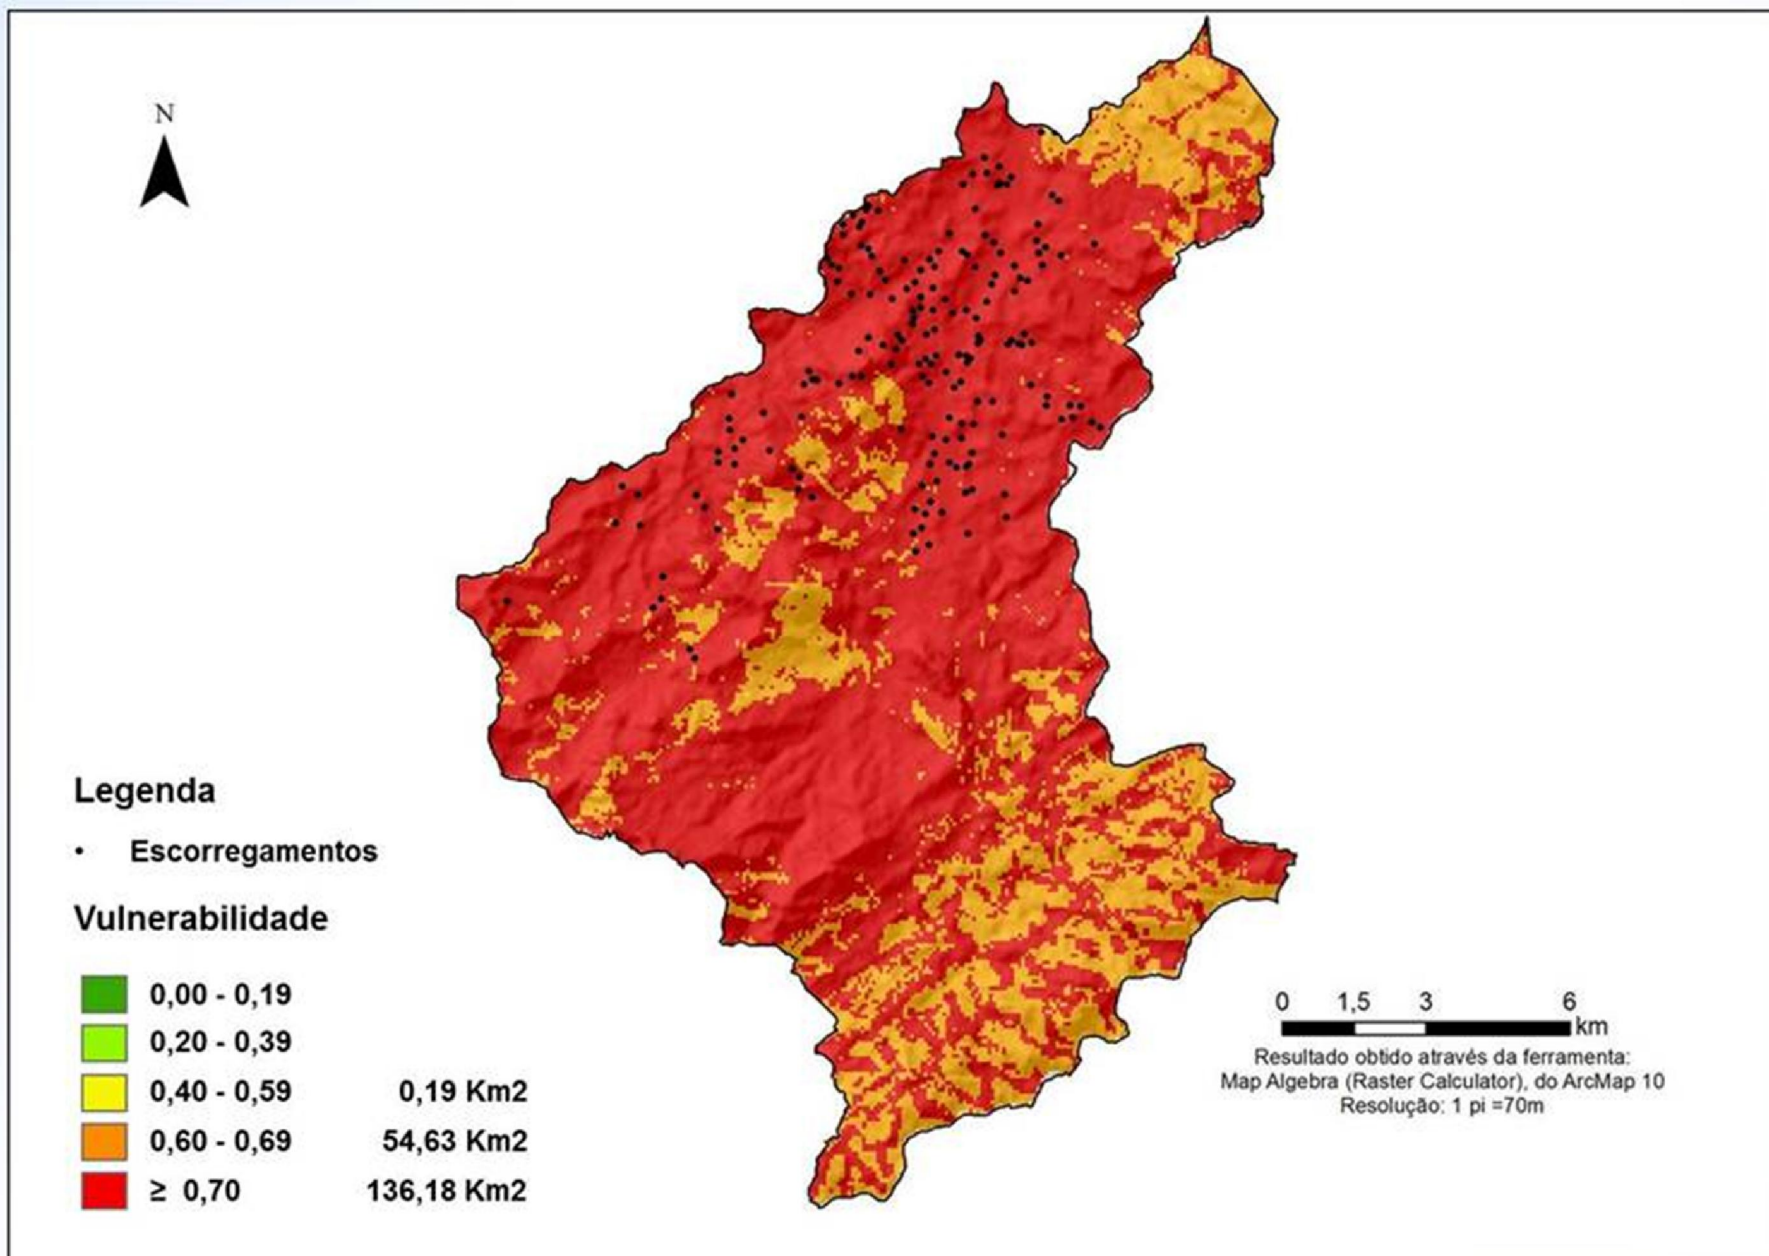 N
Legenda
• Escorregamentos
Vulnerabilidade
0,00 - 0,19
0,20 - 0,39
0,40 - 0,59 0,19 Km2
0,60 - 0,69 54,63 Km2
≥ 0,70 136,18 Km2
0 1,5 3 6
km
Resultado obtido através da ferramenta:
Map Algebra (Raster Calculator), do ArcMap 10
Resolução: 1 pi =70m